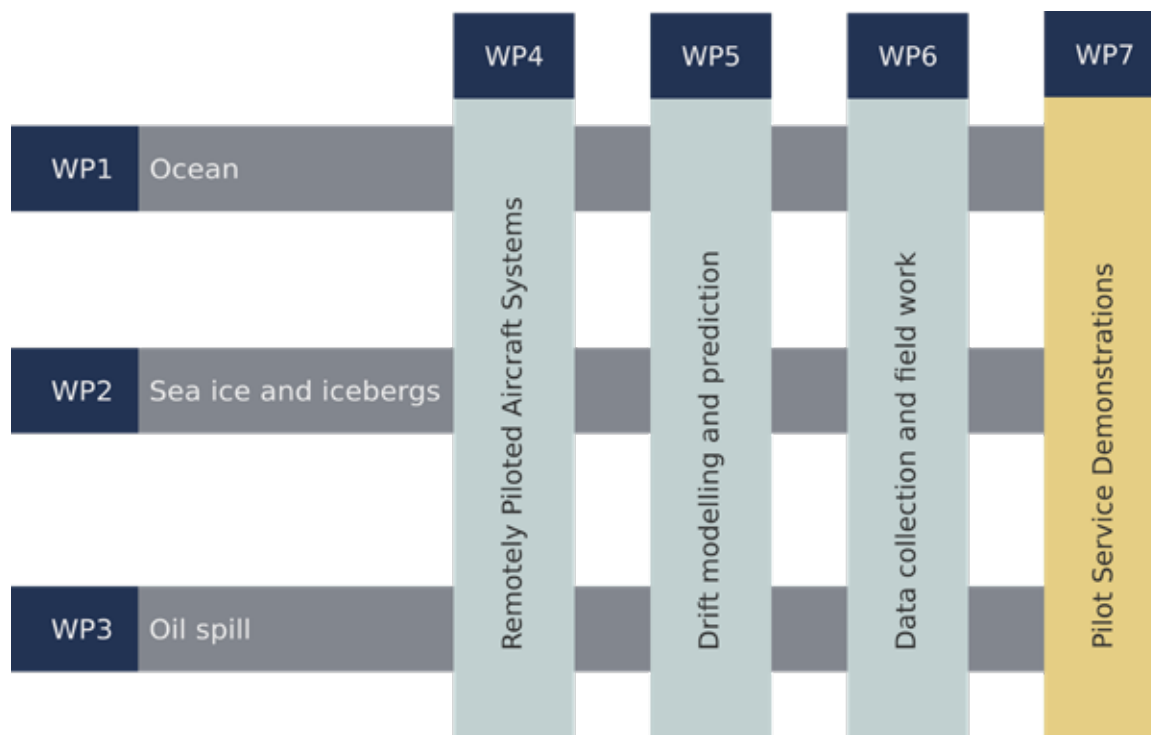 WP4
WP5
WP6
WP7
WP1
Ocean
WP2
Sea ice and icebergs
WP3
Oil spill
Remotely Piloted Aircraft Systems
Drift modelling and prediction
Data collection and field work
Pilot Service Demonstrations